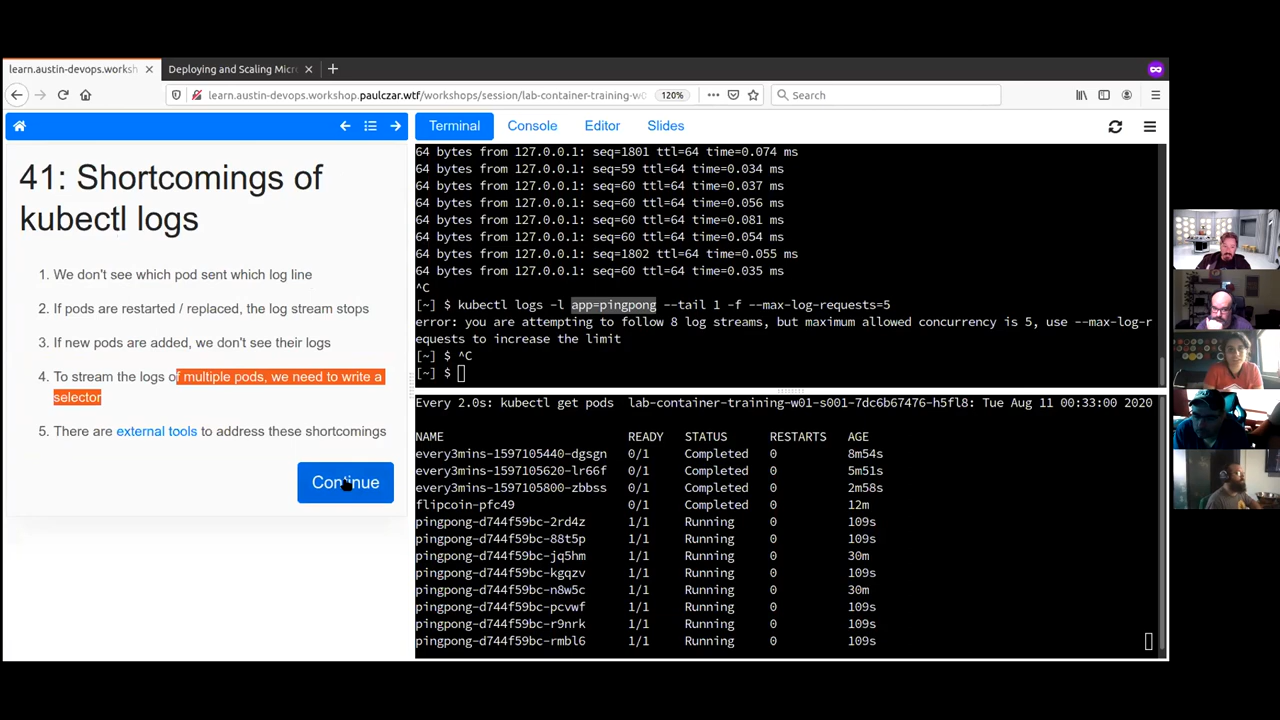 learn.austin-devops.worksh
Deploying and Scaling Micr
learn.austin-devops.workshop.paulczar.wtf/workshops/session/lab-container-training-w0
120%
Search
Terminal
Console
Editor
Slides
41: Shortcomings of
kubectl logs
1. We don't see which pod sent which log line
2. If pods are restarted / replaced, the log stream stops
3. If new pods are added, we don't see their logs
4. To stream the logs of multiple pods, we need to write a
selector
5. There are external tools to address these shortcomings
Continue
64 bytes from 127.0.0.1: seq=1801 ttl=64 time=0.074 ms
64 bytes from 127.0.0.1: seq=59 ttl=64 time=0.034 ms
64 bytes from 127.0.0.1: seq=60 ttl=64 time=0.037 ms
64 bytes from 127.0.0.1: seq=60 ttl=64 time=0.056 ms
64 bytes from 127.0.0.1: seq=60 ttl=64 time=0.081 ms
64 bytes from 127.0.0.1: seq=60 ttl=64 time=0.054 ms
64 bytes from 127.0.0.1: seq=1802 ttl=64 time=0.055 ms
64 bytes from 127.0.0.1: seq=60 ttl=64 time=0.035 ms
^C
[~] $ kubectl logs -l app=pingpong --tail 1 -f --max-log-requests=5
error: you are attempting to follow 8 log streams, but maximum allowed concurrency is 5, use --max-log-r
equests to increase the limit
[~] $ ^C
[~] $
Every 2.0s: kubectl get pods lab-container-training-w01-s001-7dc6b67476-h5fl8: Tue Aug 11 00:33:00 2020
NAME READY STATUS RESTARTS AGE
every3mins-1597105440-dgsgn 0/1 Completed 0 8m54s
every3mins-1597105620-lr66f 0/1 Completed 0 5m51s
every3mins-1597105800-zbbss 0/1 Completed 0 2m58s
flipcoin-pfc49 0/1 Completed 0 12m
pingpong-d744f59bc-2rd4z 1/1 Running 0 109s
pingpong-d744f59bc-88t5p 1/1 Running 0 109s
pingpong-d744f59bc-jq5hm 1/1 Running 0 30m
pingpong-d744f59bc-kgqzv 1/1 Running 0 109s
pingpong-d744f59bc-n8w5c 1/1 Running 0 30m
pingpong-d744f59bc-pcvwf 1/1 Running 0 109s
pingpong-d744f59bc-r9nrk 1/1 Running 0 109s
pingpong-d744f59bc-rmbl6 1/1 Running 0 109s